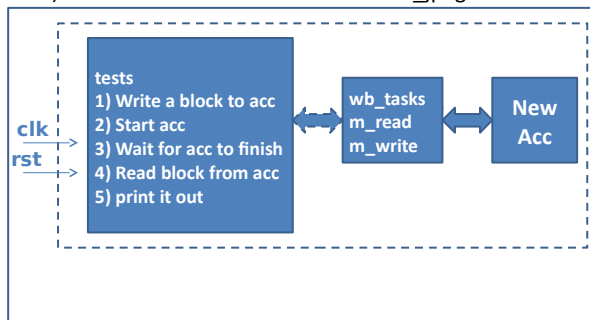 tests
1) Write a block to acc
2) Start acc
3) Wait for acc to finish
4) Read block from acc
5) print it out
clk
rst
wb_tasks
m_read
m_write
New
Acc